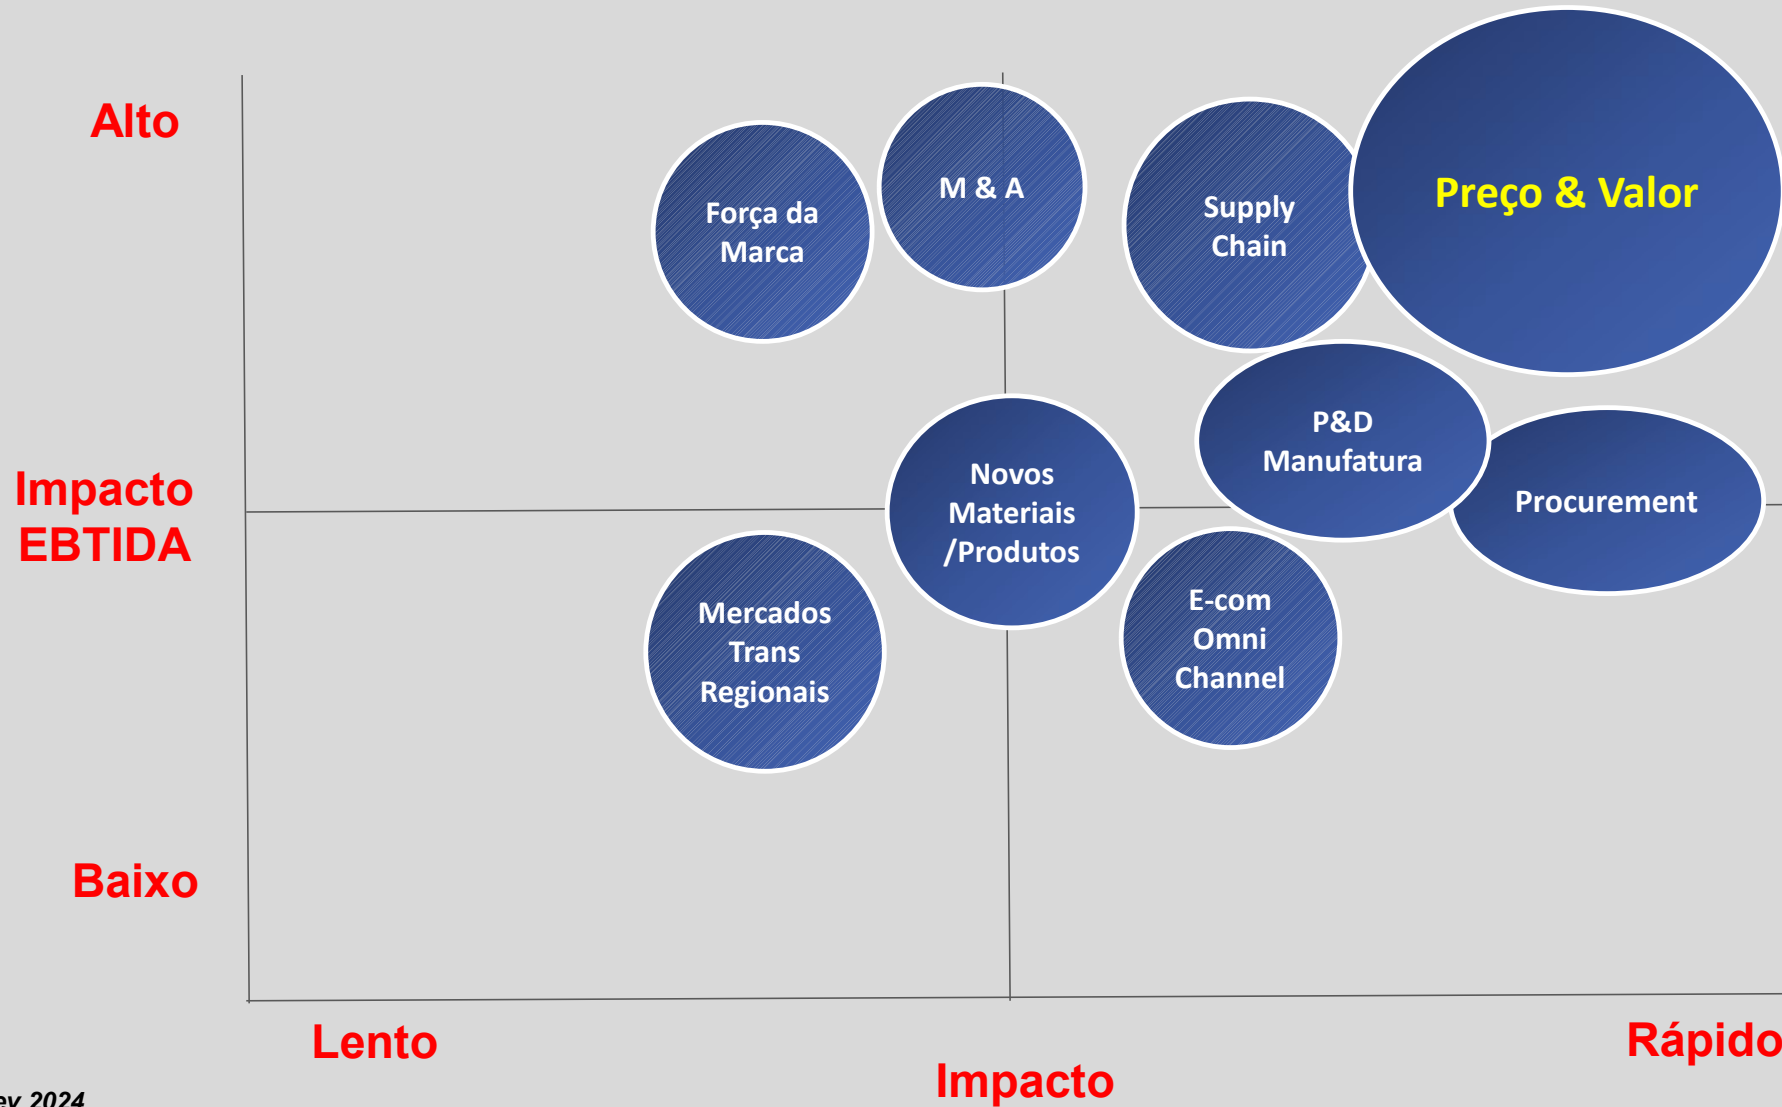 Alto
Força da
Marca
M & A
Supply
Chain
Preço & Valor
Impacto
EBTIDA
Novos
Materiais
/Produtos
P&D
Manufatura
Procurement
Mercados
Trans
Regionais
E-com
Omni
Channel
Baixo
Lento
Impacto
Rápido
2024